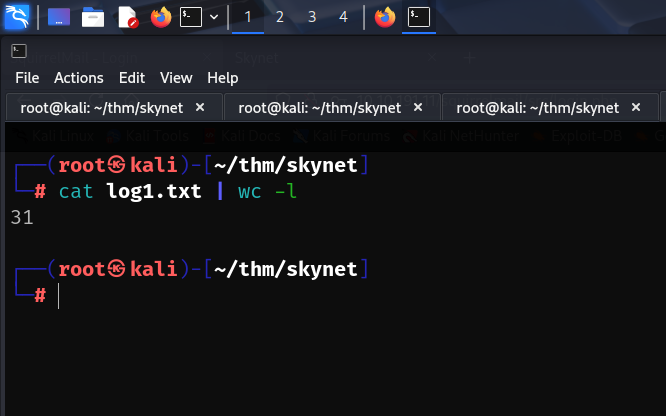 1 2 3 4
File Actions Edit View Help
root@kali: ~/thm/skynet × root@kali: ~/thm/skynet × root@kali: ~/thm/skynet ×
Kali Linux Kali Tools Kali Docs Kali Forums Kali NetHunter Exploit-DB
┌──(root㉿kali)-[~/thm/skynet]
└─# cat log1.txt | wc -l
31
┌──(root㉿kali)-[~/thm/skynet]
└─#